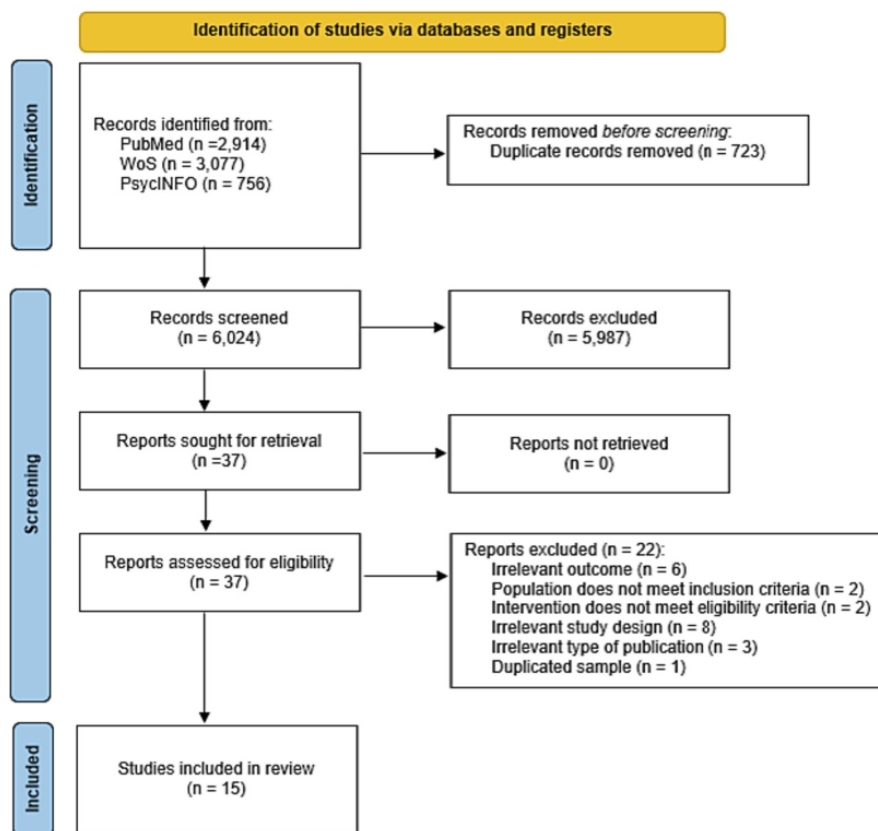 Identification of studies via databases and registers
Identification
Records identified from:
PubMed (n =2,914)
WoS (n = 3,077)
PsycINFO (n = 756)
Records removed before screening:
Duplicate records removed (n = 723)
Screening
Records screened
(n = 6,024)
Records excluded
(n = 5,987)
Reports sought for retrieval
(n =37)
Reports not retrieved
(n = 0)
Reports assessed for eligibility
(n = 37)
Reports excluded (n = 22):
Irrelevant outcome (n = 6)
Population does not meet inclusion criteria (n = 2)
Intervention does not meet eligibility criteria (n = 2)
Irrelevant study design (n = 8)
Irrelevant type of publication (n = 3)
Duplicated sample (n = 1)
Included
Studies included in review
(n = 15)